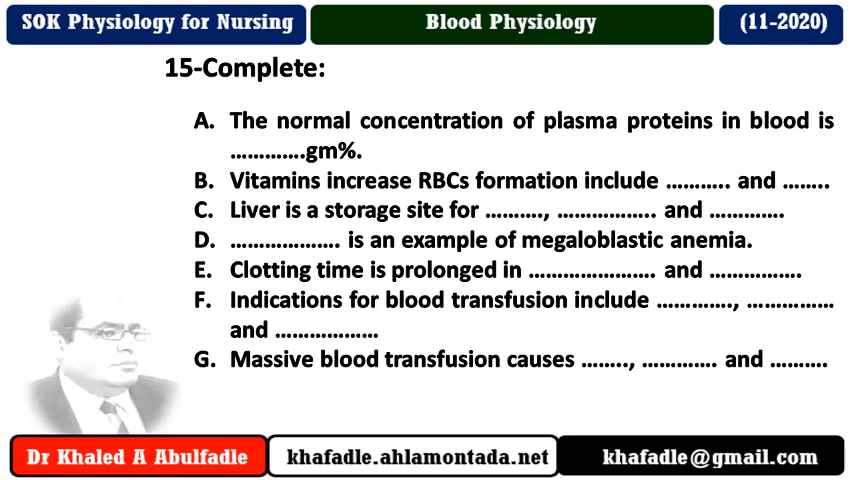 SOK Physiology for Nursing
Blood Physiology
(11-2020)
15-Complete:
A. The normal concentration of plasma proteins in blood is
………….gm%.
B. Vitamins increase RBCs formation include ……….. and ……..
C. Liver is a storage site for ………., …………….. and ………….
D. ………………. is an example of megaloblastic anemia.
E. Clotting time is prolonged in …………………. and …………….
F. Indications for blood transfusion include …………., ……………
and ………………
G. Massive blood transfusion causes …….., …………. and ……….
Dr Khaled A Abulfadle
khafadle.ahlamontada.net
khafadle@gmail.com